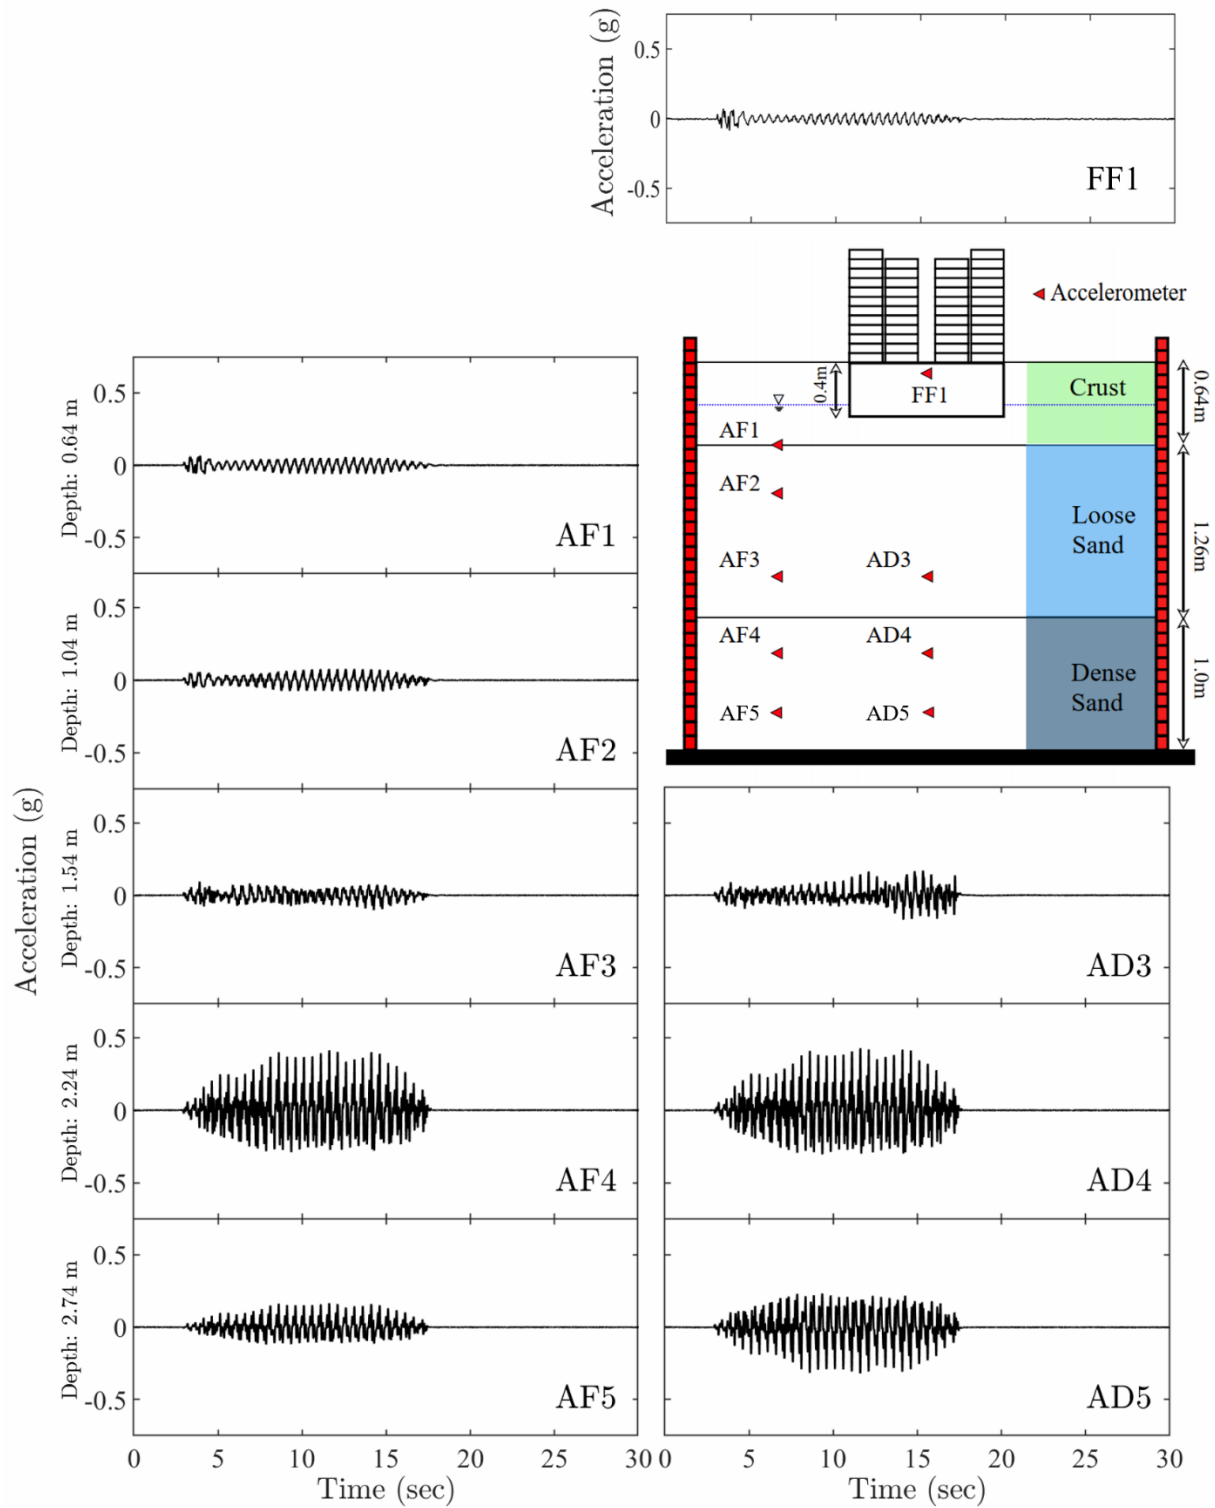 Acceleration (g)
0.5
0
-0.5
FF1
Accelerometer
0.4m
FF1
Crust
0.64m
AF1
AF2
Loose
Sand
1.26m
AF3
AD3
AF4
AD4
Dense
Sand
1.0m
AF5
AD5
Acceleration (g)
Depth: 0.64 m
0.5
0
-0.5
AF1
Depth: 1.04 m
0.5
0
-0.5
AF2
Depth: 1.54 m
0.5
0
-0.5
AF3
AD3
Depth: 2.24 m
0.5
0
-0.5
AF4
AD4
Depth: 2.74 m
0.5
0
-0.5
AF5
AD5
0 5 10 15 20 25 30
Time (sec)
0 5 10 15 20 25 30
Time (sec)